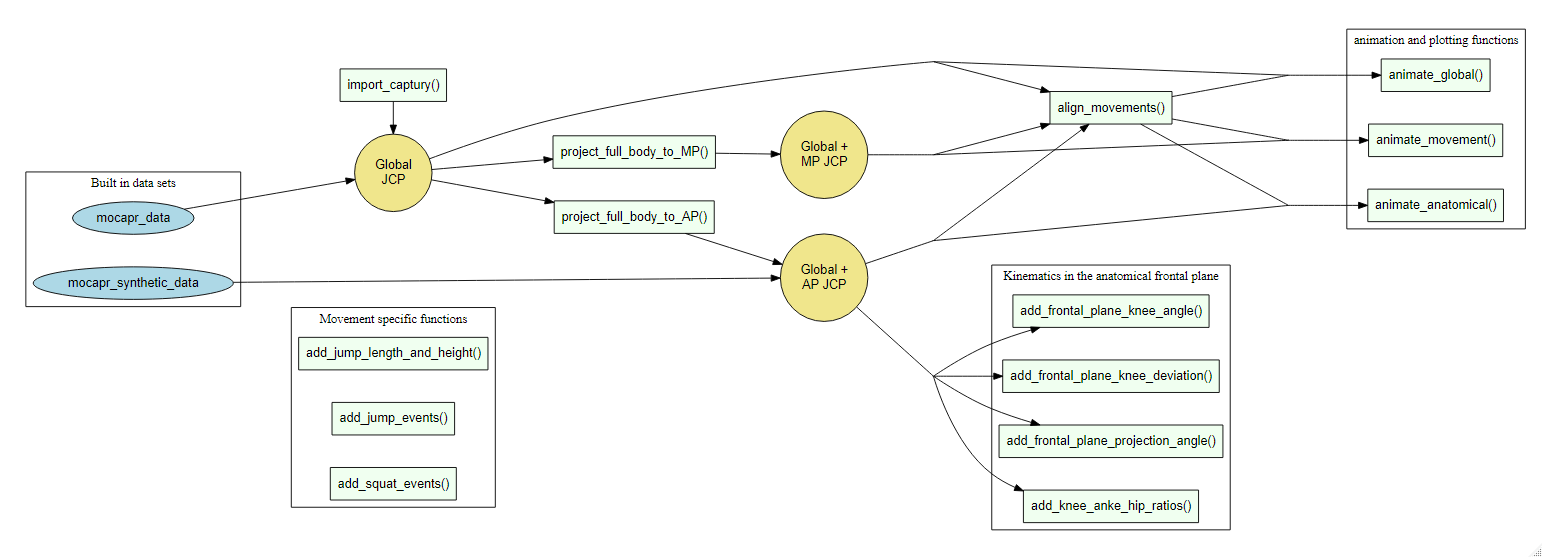 import_captury()
Global
JCP
Built in data sets
mocapr_data
mocapr_synthetic_data
project_full_body_to_MP()
project_full_body_to_AP()
Global +
MP JCP
Global +
AP JCP
Movement specific functions
add_jump_length_and_height()
add_jump_events()
add_squat_events()
align_movements()
animation and plotting functions
animate_global()
animate_movement()
animate_anatomical()
Kinematics in the anatomical frontal plane
add_frontal_plane_knee_angle()
add_frontal_plane_knee_deviation()
add_frontal_plane_projection_angle()
add_knee_anke_hip_ratios()